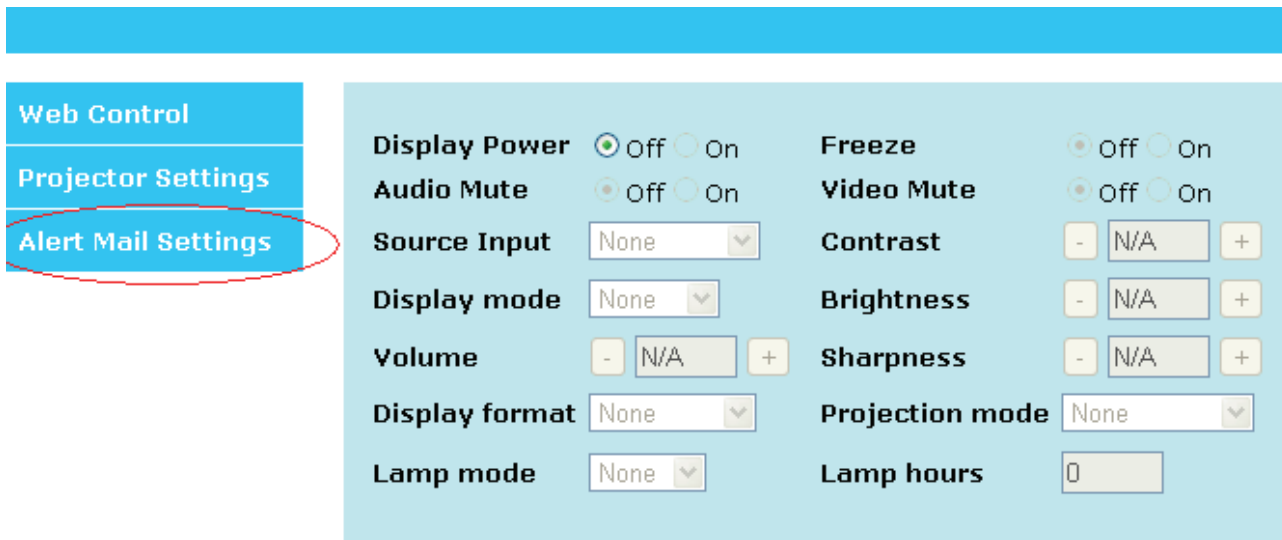 Web Control
Projector Settings
Alert Mail Settings
Display Power Off On Freeze Off On
Audio Mute Off On Video Mute Off On
Source Input None Contrast - N/A +
Display mode None Brightness - N/A +
Volume - N/A + Sharpness - N/A +
Display format None Projection mode None
Lamp mode None Lamp hours 0